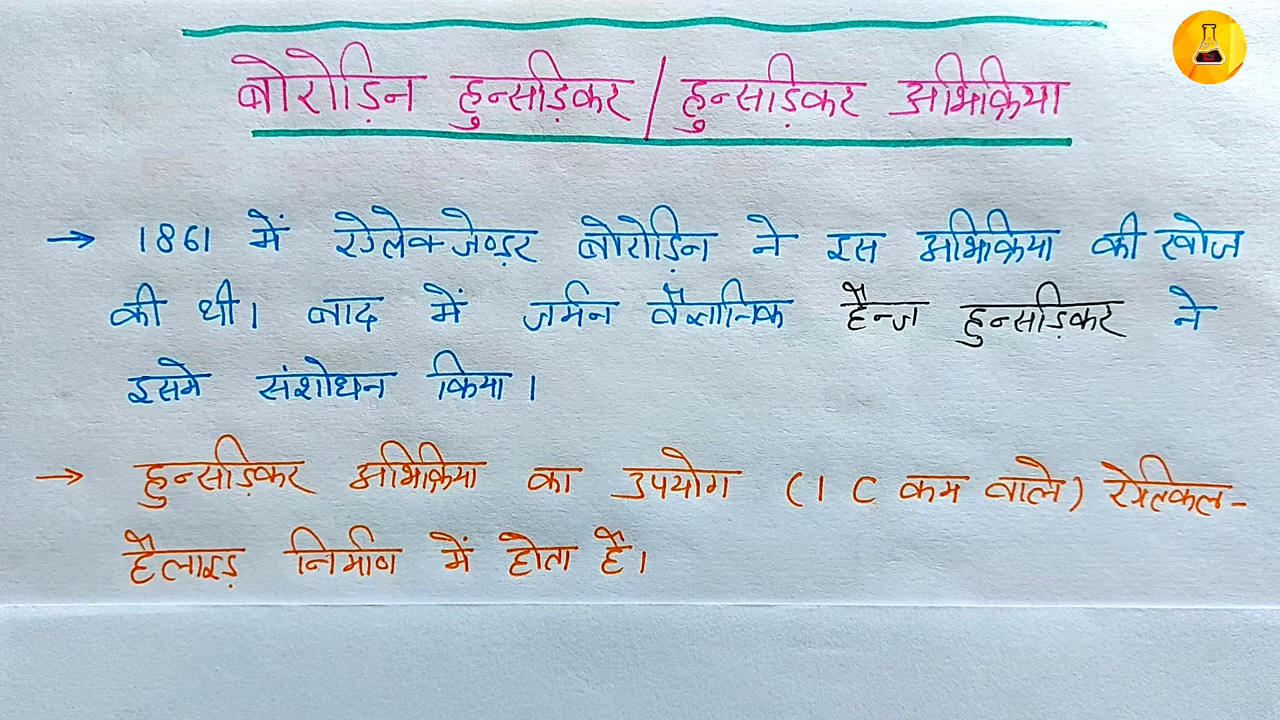 बोरोडिन हुन्सडिकर / हुन्सडिकर अभिक्रिया
→ 1861 में ऐलेक्जेण्डर बोरोडिन ने इस अभिक्रिया की खोज
की थी। बाद में जर्मन वैज्ञानिक हैन्ज हुन्सडिकर ने
इसमे संशोधन किया।
→ हुन्सडिकर अभिक्रिया का उपयोग (1 C कम वाले) ऐल्किल-
हैलाइड निर्माण में होता है।